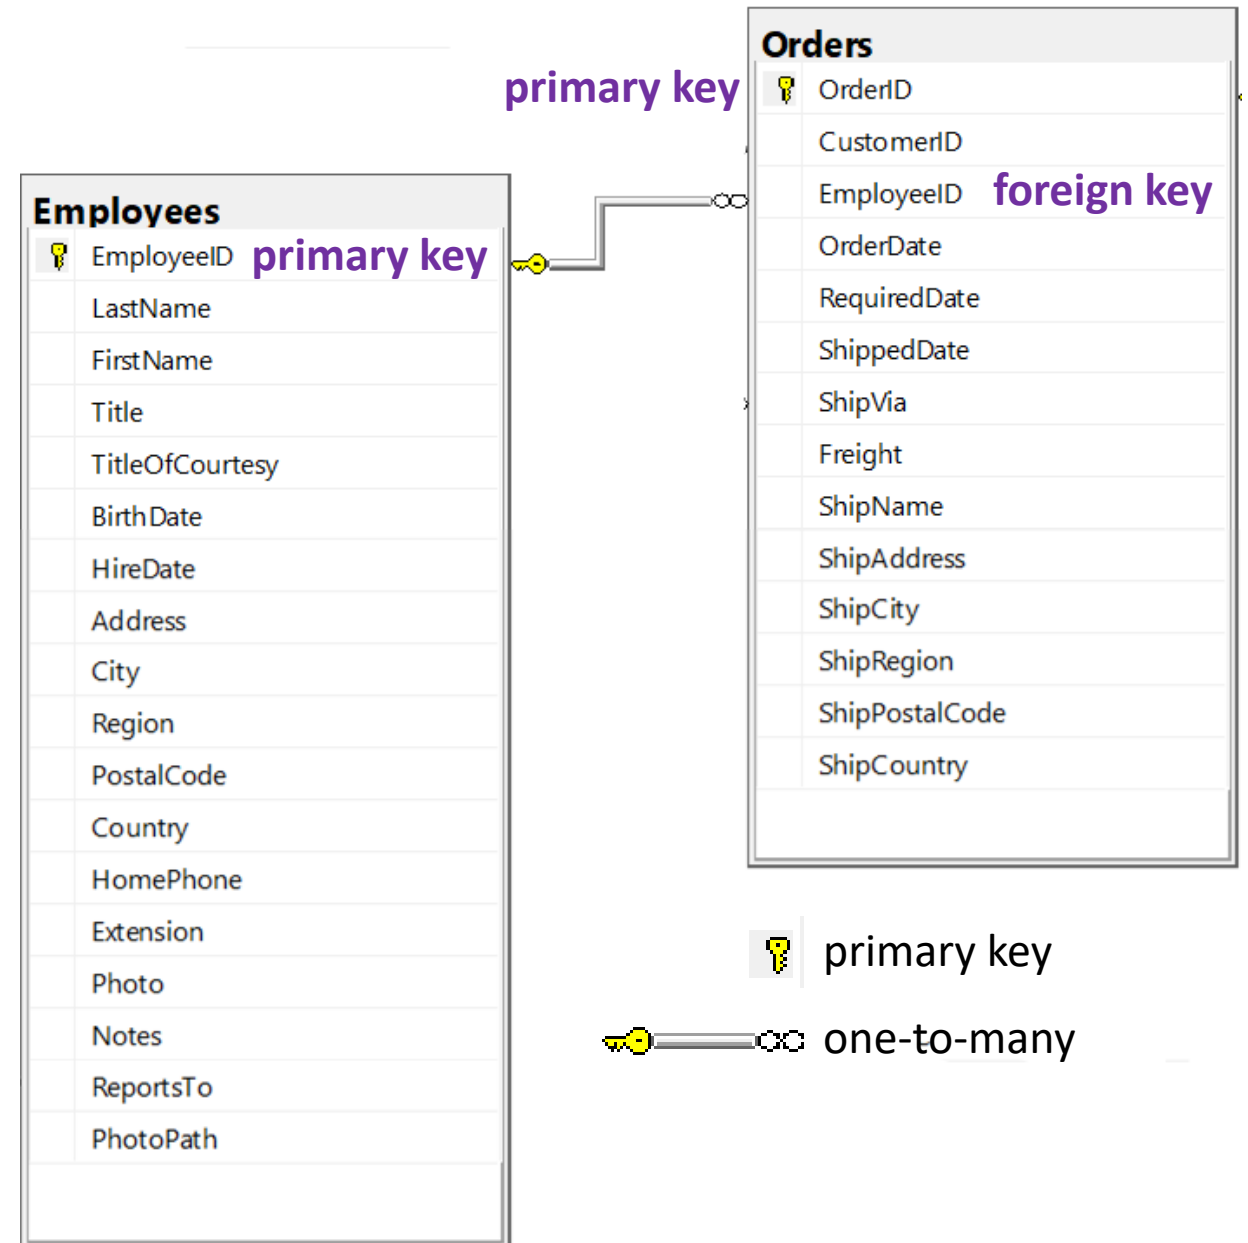 Orders
primary key
OrderID
CustomerID
EmployeeID foreign key
OrderDate
RequiredDate
ShippedDate
ShipVia
Freight
ShipName
ShipAddress
ShipCity
ShipRegion
ShipPostalCode
ShipCountry
Employees
EmployeeID primary key
LastName
FirstName
Title
TitleOfCourtesy
BirthDate
HireDate
Address
City
Region
PostalCode
Country
HomePhone
Extension
Photo
Notes
ReportsTo
PhotoPath
primary key
one-to-many